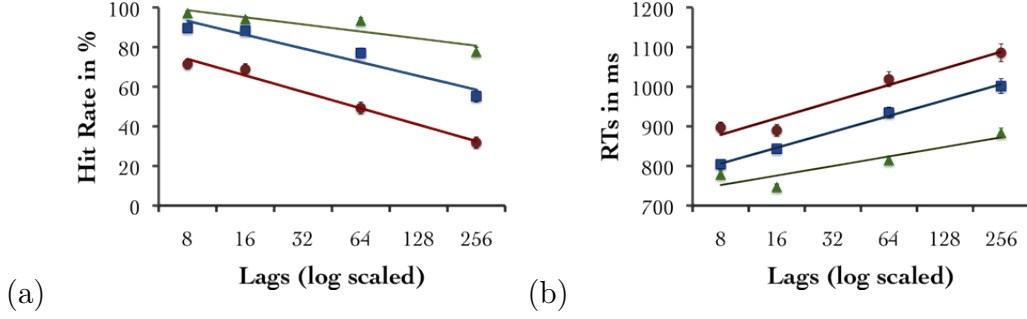 Hit Rate in %
100
80
60
40
20
0
8 16 32 64 128 256
Lags (log scaled)
(a)
RTs in ms
1200
1100
1000
900
800
700
8 16 32 64 128 256
Lags (log scaled)
(b)